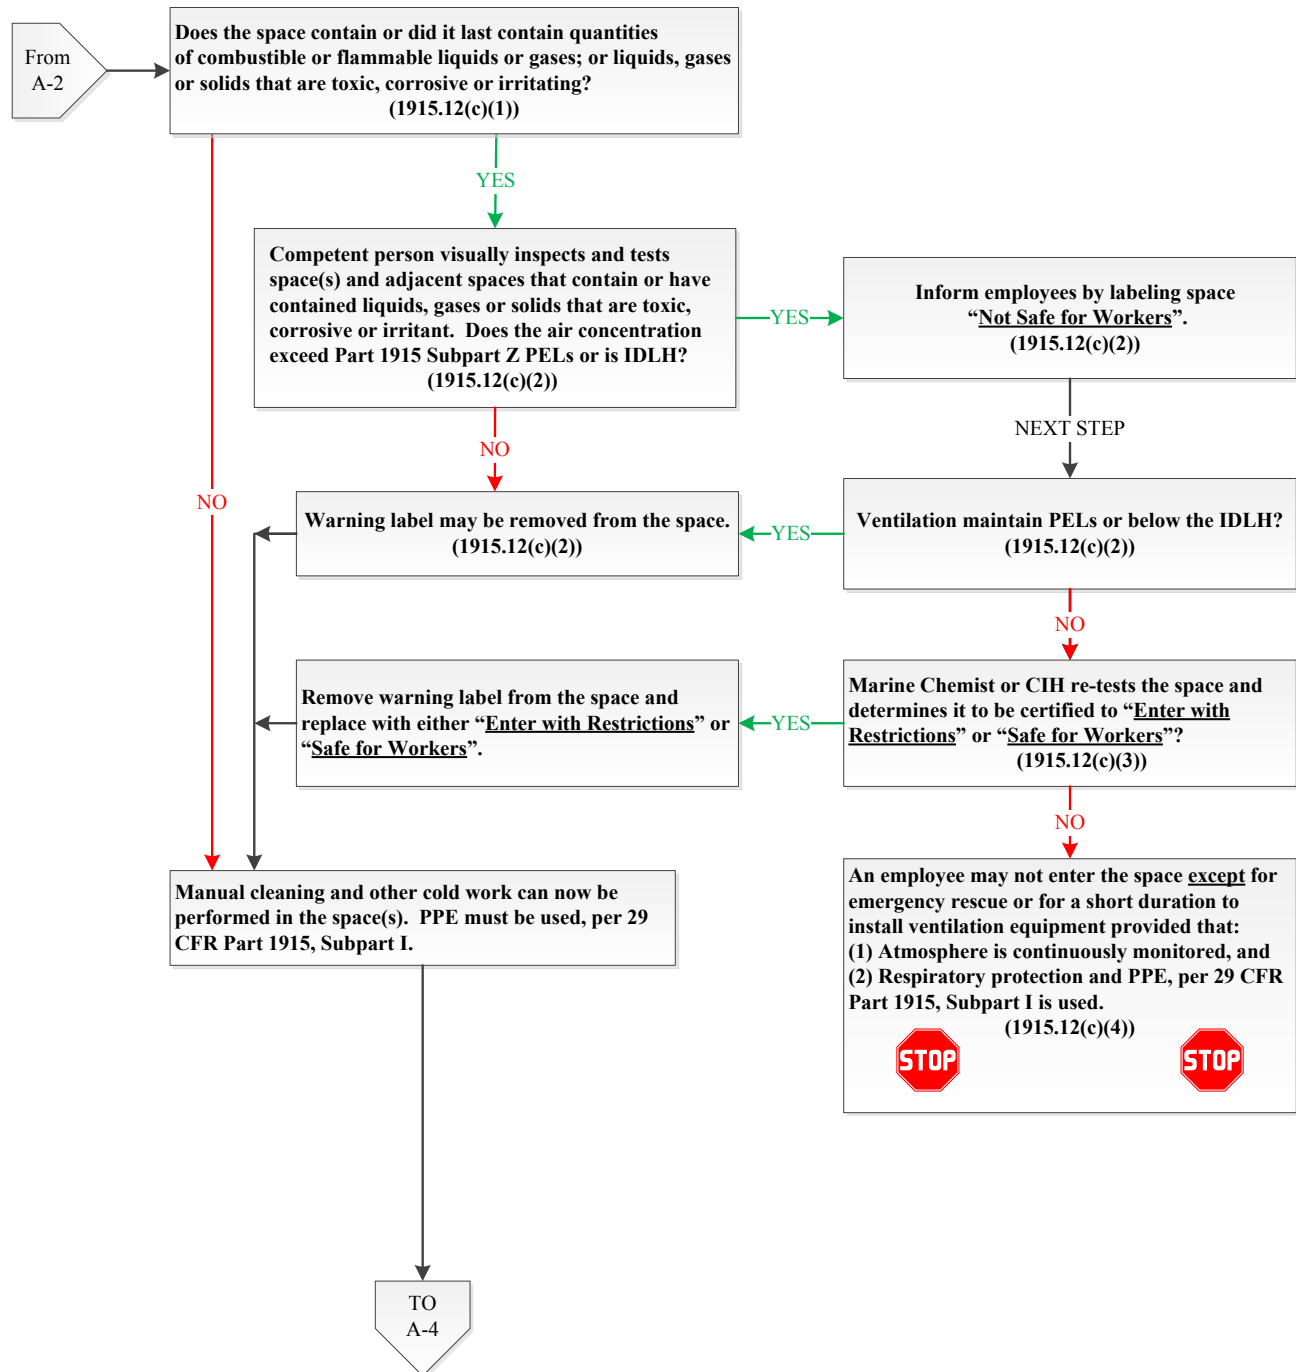 From
A-2
Does the space contain or did it last contain quantities
of combustible or flammable liquids or gases; or liquids, gases
or solids that are toxic, corrosive or irritating?
(1915.12(c)(1))
YES
NO
Competent person visually inspects and tests
space(s) and adjacent spaces that contain or have
contained liquids, gases or solids that are toxic,
corrosive or irritant.  Does the air concentration
exceed Part 1915 Subpart Z PELs or is IDLH?
(1915.12(c)(2))
YES
Inform employees by labeling space
“Not Safe for Workers”.
(1915.12(c)(2))
NO
NEXT STEP
Warning label may be removed from the space.
(1915.12(c)(2))
YES
Ventilation maintain PELs or below the IDLH?
(1915.12(c)(2))
NO
Remove warning label from the space and
replace with either “Enter with Restrictions” or
“Safe for Workers”.
YES
Marine Chemist or CIH re-tests the space and
determines it to be certified to “Enter with
Restrictions” or “Safe for Workers”?
(1915.12(c)(3))
NO
Manual cleaning and other cold work can now be
performed in the space(s).  PPE must be used, per 29
CFR Part 1915, Subpart I.
An employee may not enter the space except for
emergency rescue or for a short duration to
install ventilation equipment provided that:
(1) Atmosphere is continuously monitored, and
(2) Respiratory protection and PPE, per 29 CFR
Part 1915, Subpart I is used.
(1915.12(c)(4))
STOP
STOP
TO
A-4